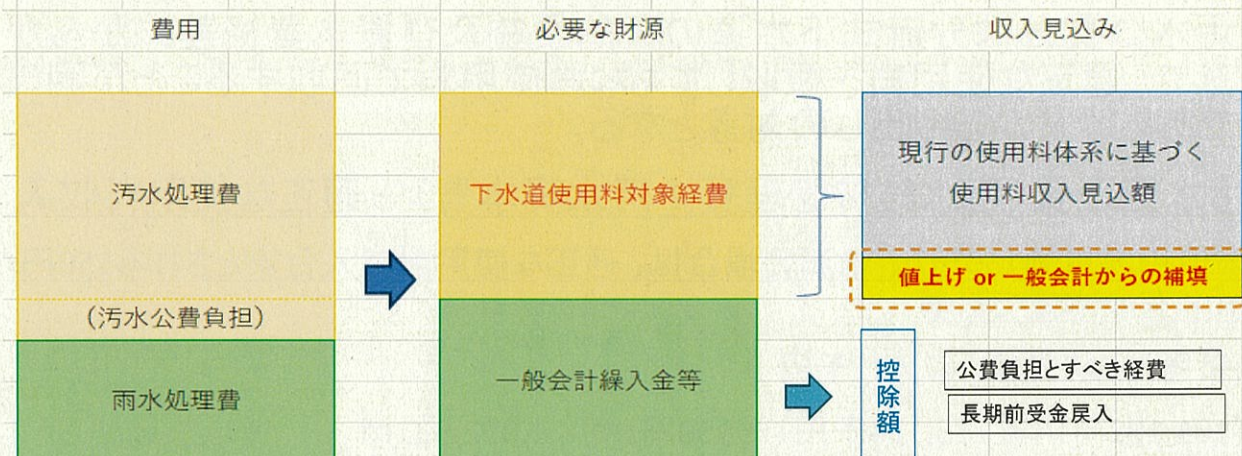 費用
必要な財源
収入見込み
汚水処理費
(汚水公費負担)
雨水処理費
下水道使用料対象経費
一般会計繰入金等
現行の使用料体系に基づく
使用料収入見込額
値上げ or 一般会計からの補填
控除額
公費負担とすべき経費
長期前受金戻入